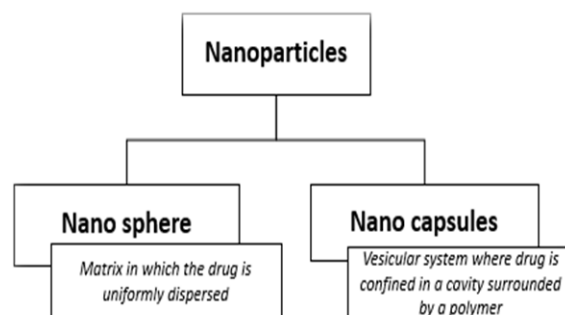 Nanoparticles
Nano sphere
Matrix in which the drug is
uniformly dispersed
Nano capsules
Vesicular system where drug is
confined in a cavity surrounded
by a polymer